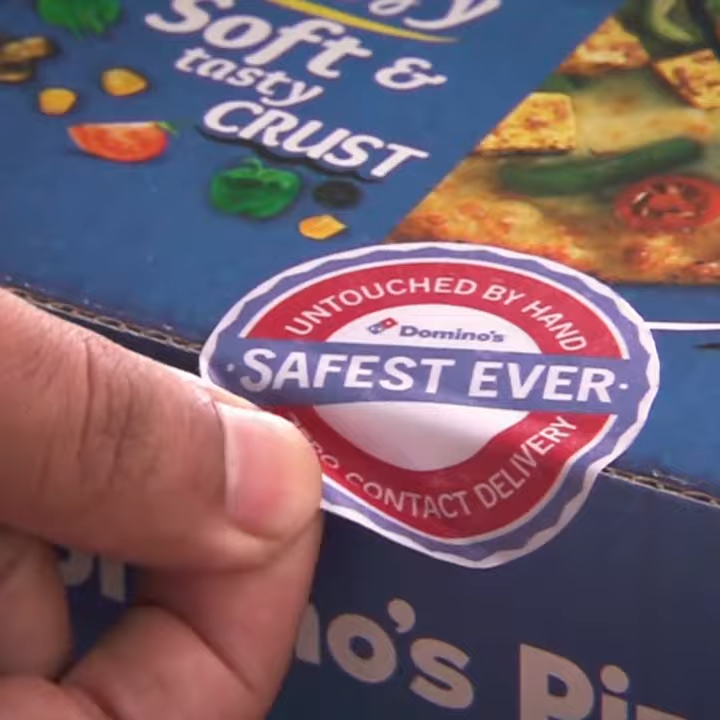 Soft &
tasty
CRUST
UNTOUCHED BY HAND
Domino's
SAFEST EVER
CONTACT DELIVERY
no's Pi